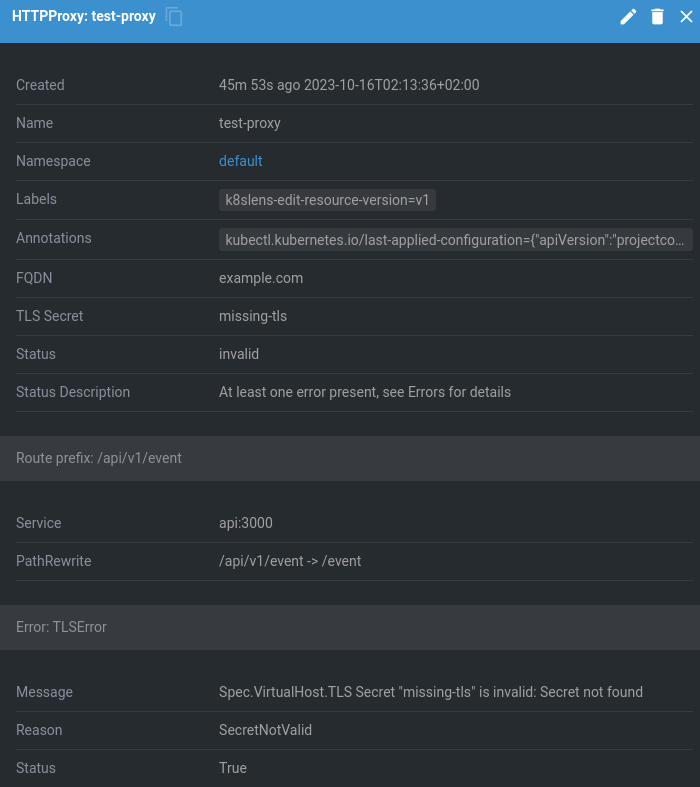 HTTPProxy: test-proxy
Created 45m 53s ago 2023-10-16T02:13:36+02:00
Name test-proxy
Namespace default
Labels k8slens-edit-resource-version=v1
Annotations kubectl.kubernetes.io/last-applied-configuration={"apiVersion":"projectco…
FQDN example.com
TLS Secret missing-tls
Status invalid
Status Description At least one error present, see Errors for details
Route prefix: /api/v1/event
Service api:3000
PathRewrite /api/v1/event -> /event
Error: TLSError
Message Spec.VirtualHost.TLS Secret "missing-tls" is invalid: Secret not found
Reason SecretNotValid
Status True